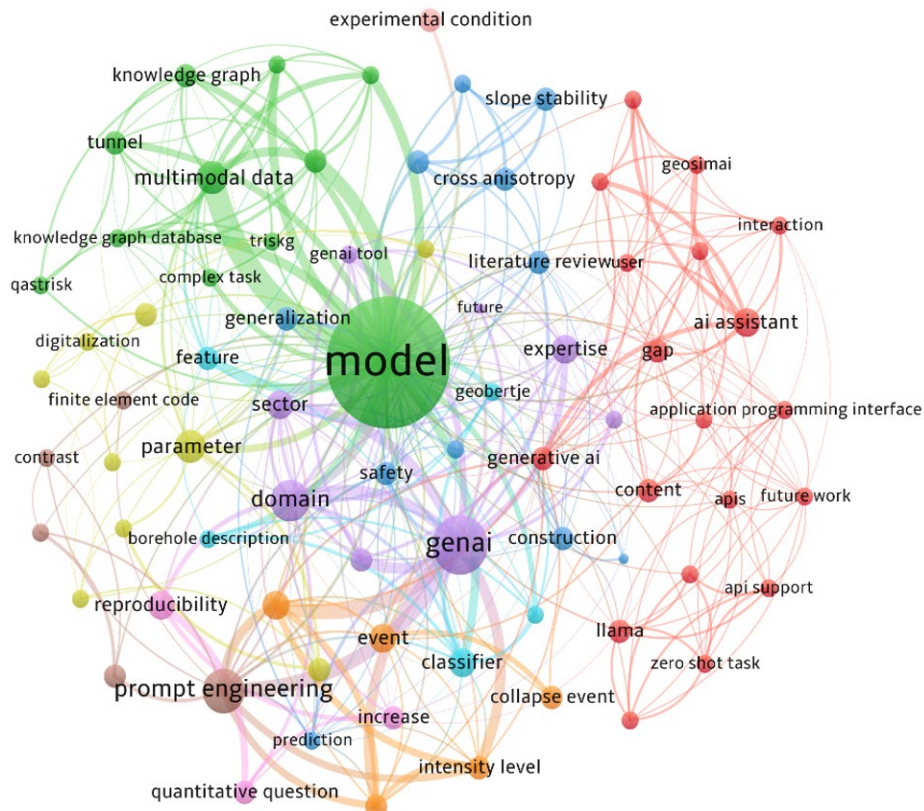 experimental condition
knowledge graph
slope stability
tunnel
geosimai
multimodal data
cross anisotropy
interaction
knowledge graph database
triskg
genai tool
literature review
user
qastrisk
complex task
future
generalization
ai assistant
digitalization
model
feature
expertise
gap
geobertje
finite element code
sector
application programming interface
parameter
contrast
safety
generative ai
content
domain
apis
future work
borehole description
genai
construction
api support
reproducibility
event
llama
classifier
zero shot task
prompt engineering
collapse event
increase
prediction
intensity level
quantitative question